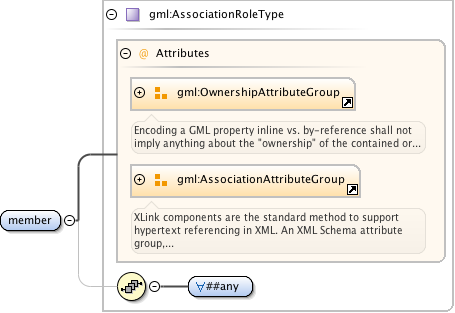 gml:AssociationRoleType
@ Attributes
gml:OwnershipAttributeGroup
Encoding a GML property inline vs. by-reference shall not
imply anything about the "ownership" of the contained or...
gml:AssociationAttributeGroup
XLink components are the standard method to support
hypertext referencing in XML. An XML Schema attribute
group,...
member
∀##any